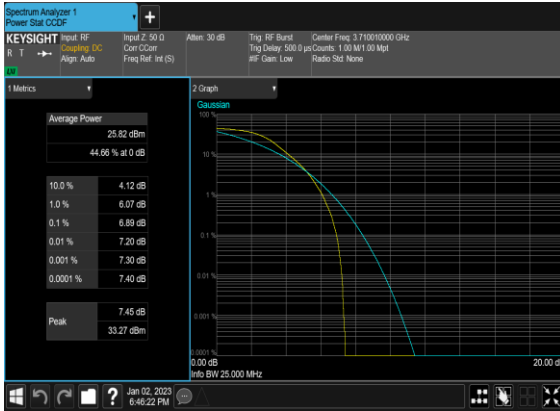 Spectrum Analyzer 1
Power Stat CCDF
+
KEYSIGHT Input: RF Input Z: 50 Ω Atten: 30 dB Trig: RF Burst Center Freq: 3.710010000 GHz
R T Coupling: DC Corr CCorr Trig Delay: 500.0 µs Counts: 1.00 M/1.00 Mpt
Align: Auto Freq Ref: Int (S) #IF Gain: Low Radio Std: None
1 Metrics
2 Graph
Gaussian
Average Power
25.82 dBm
44.66 % at 0 dB
10.0 % 4.12 dB
1.0 % 6.07 dB
0.1 % 6.89 dB
0.01 % 7.20 dB
0.001 % 7.30 dB
0.0001 % 7.40 dB
Peak
7.45 dB
33.27 dBm
100 %
10 %
1 %
0.1 %
0.01 %
0.001 %
0.0001 %
0.00 dB 20.00 d
Info BW 25.000 MHz
?
Jan 02, 2023
6:46:22 PM